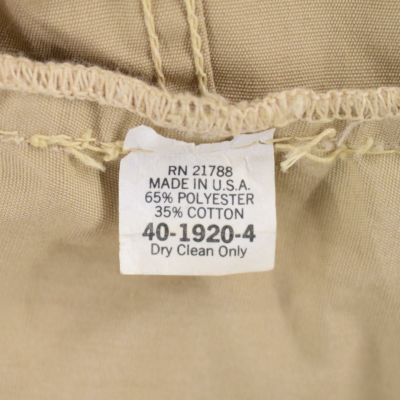 RN 21788
MADE IN U.S.A.
65% POLYESTER
35% COTTON
40-1920-4
Dry Clean Only